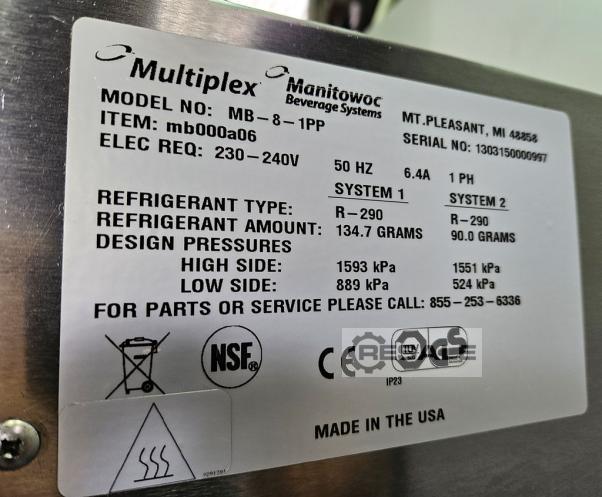 Multiplex® Manitowoc®
Beverage Systems
MODEL NO: MB-8-1PP MT.PLEASANT, MI 48858
ITEM: mb000a06 SERIAL NO: 1303150000997
ELEC REQ: 230-240V 50 HZ 6.4A 1 PH
SYSTEM 1 SYSTEM 2
REFRIGERANT TYPE: R-290 R-290
REFRIGERANT AMOUNT: 134.7 GRAMS 90.0 GRAMS
DESIGN PRESSURES
HIGH SIDE: 1593 kPa 1551 kPa
LOW SIDE: 889 kPa 524 kPa
FOR PARTS OR SERVICE PLEASE CALL: 855-253-6336
NSF®
CE
GS
IP23
MADE IN THE USA